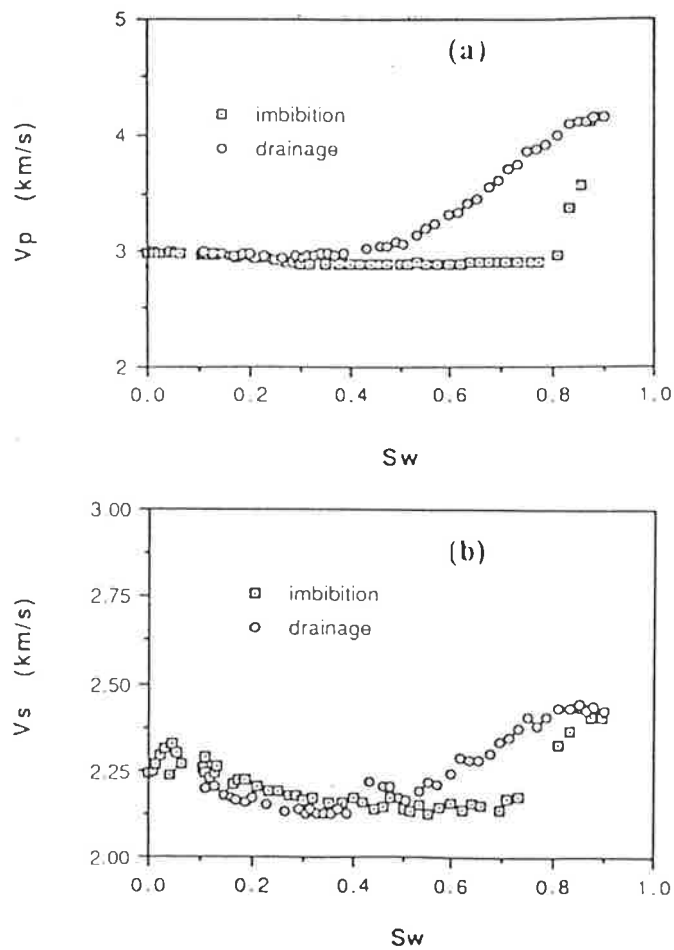 5
(a)
imbibition
drainage
4
Vp (km/s)
3
2
0.0 0.2 0.4 0.6 0.8 1.0
Sw
3 00
(b)
imbibition
drainage
2.75
Vs (km/s)
2.50
2.25
2.00
0.0 0.2 0.4 0.6 0.8 1.0
Sw